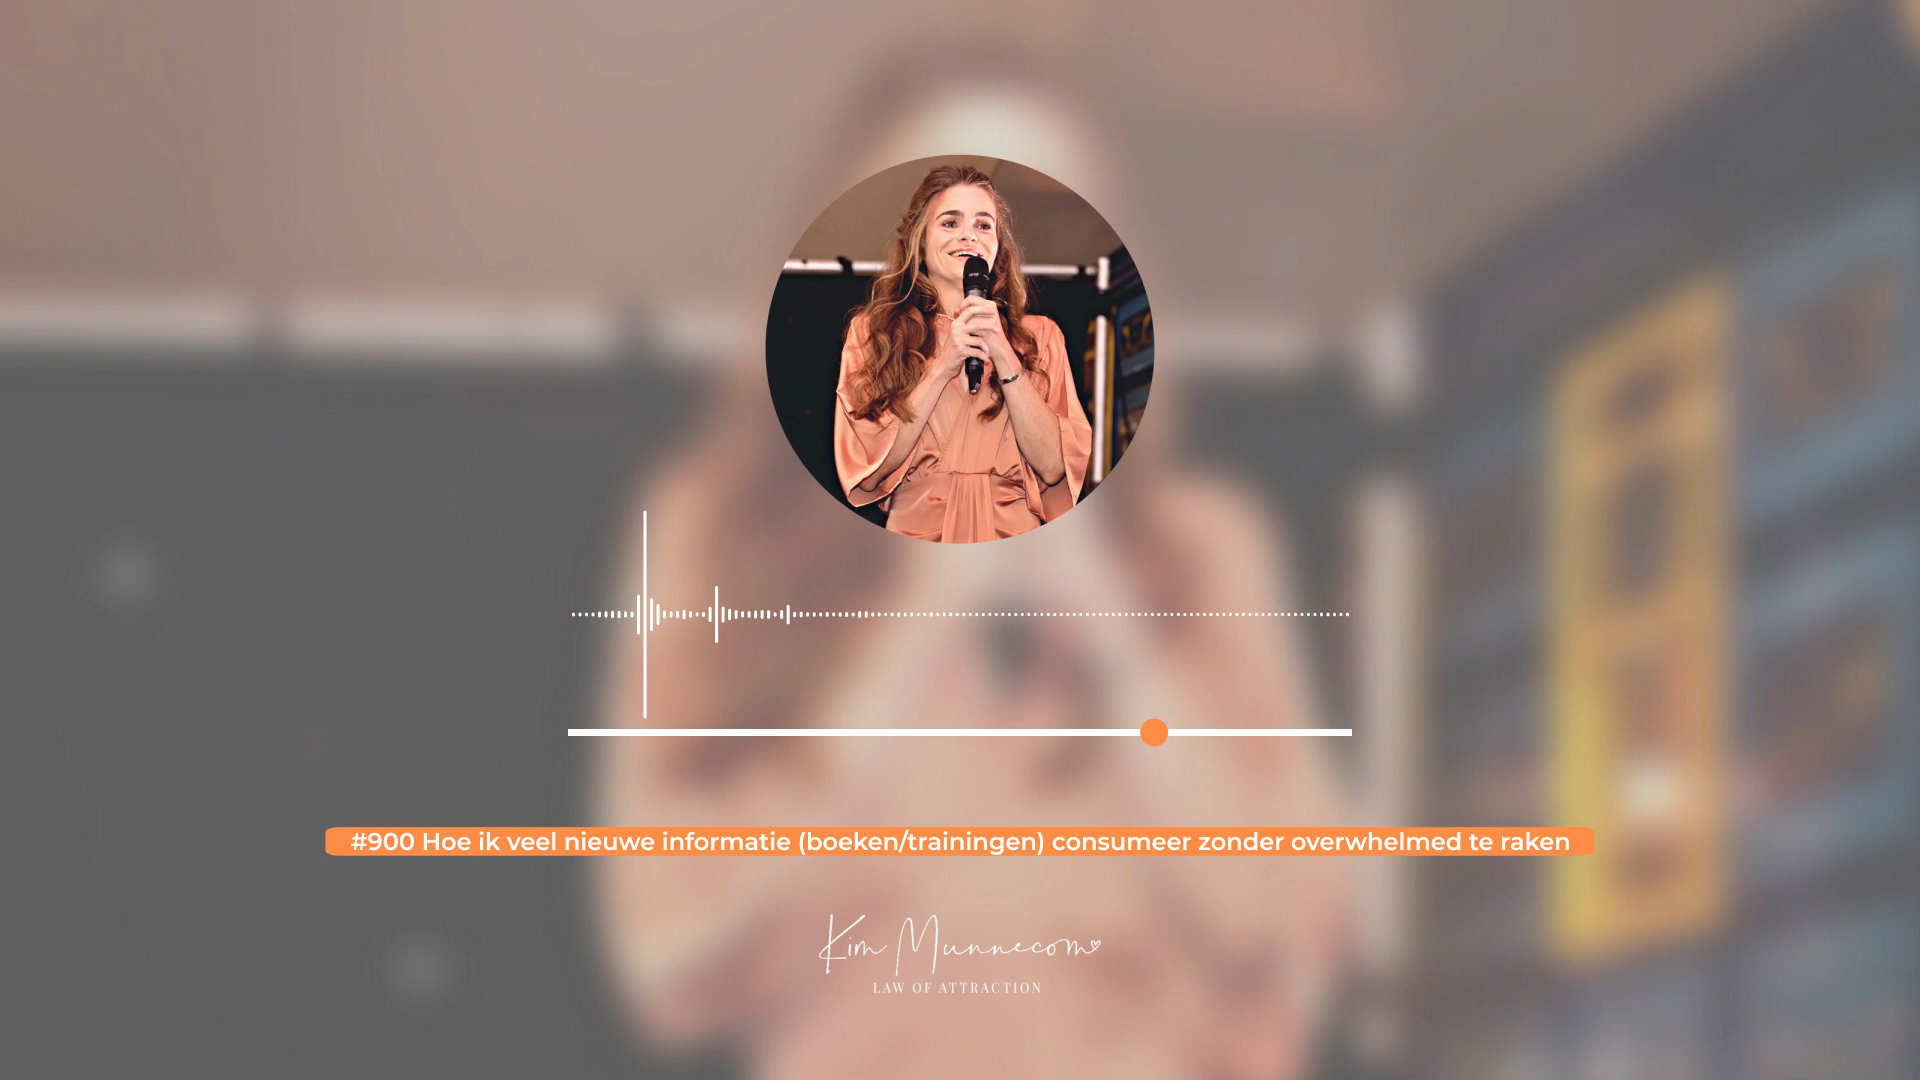 #900 Hoe ik veel nieuwe informatie (boeken/trainingen) consumeer zonder overwhelmed te raken
Kim Munnecom
LAW OF ATTRACTION